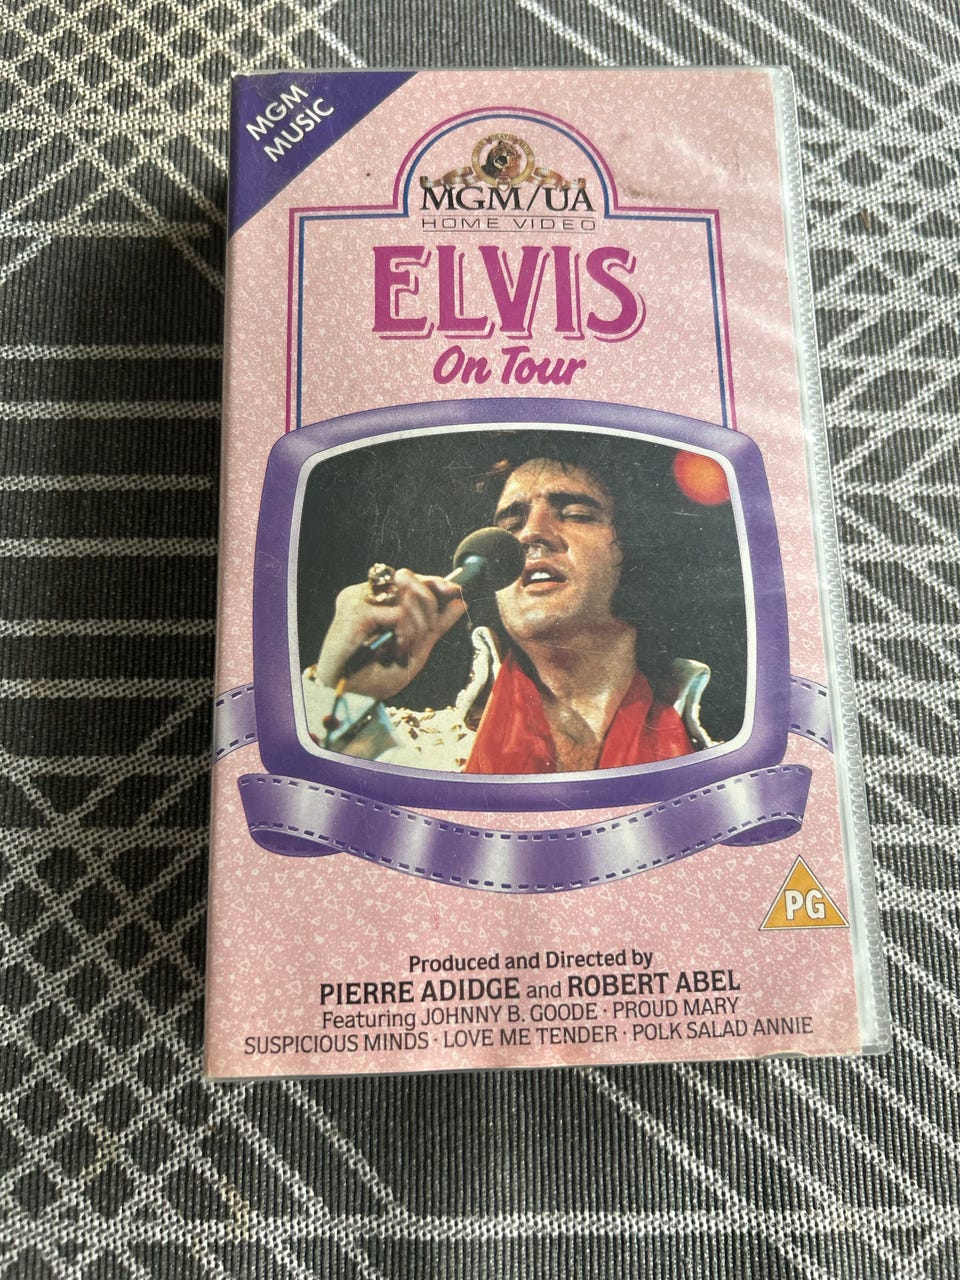 MGM
MUSIC
MGM/UA
HOME VIDEO
ELVIS
On Tour
PG
Produced and Directed by
PIERRE ADIDGE and ROBERT ABEL
Featuring JOHNNY B. GOODE · PROUD MARY
SUSPICIOUS MINDS · LOVE ME TENDER · POLK SALAD ANNIE